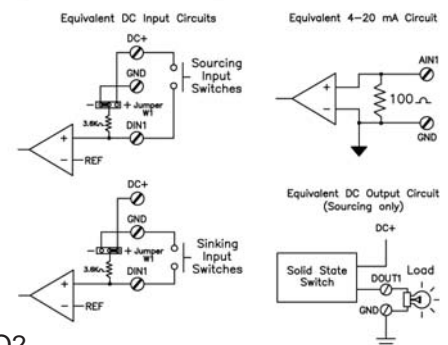 Equivalent DC Input Circuits
DC+
GND
Sourcing
Input
Switches
- + Jumper
W1
3.6K
DIN1
+
-
REF
DC+
GND
Sinking
Input
Switches
- + Jumper
W1
3.6K
DIN1
+
-
REF
Equivalent 4-20 mA Circuit
AIN1
+
-
100
GND
Equivalent DC Output Circuit
(Sourcing only)
DC+
Solid State
Switch
DOUT1
Load
GND